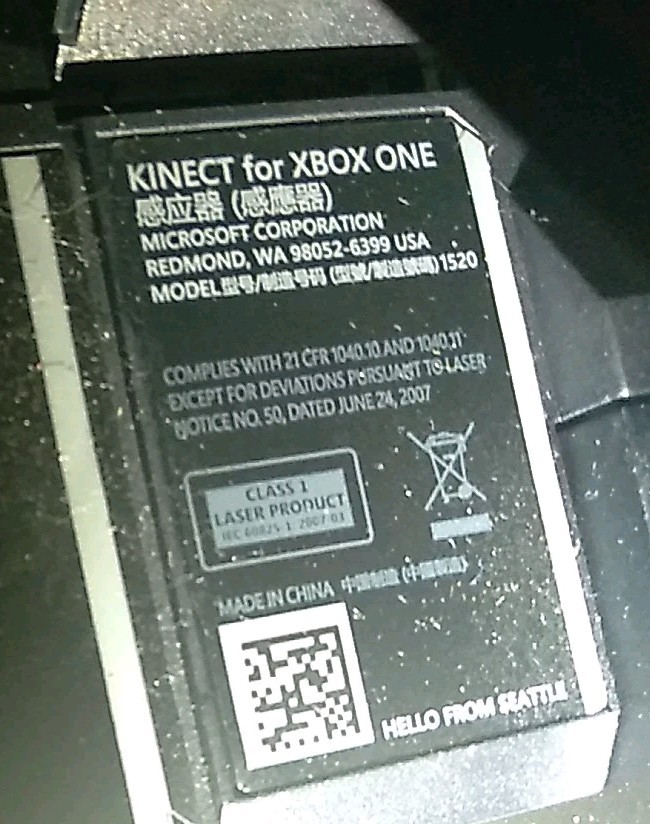 KINECT for XBOX ONE
感应器 (感應器)
MICROSOFT CORPORATION
REDMOND, WA 98052-6399 USA
MODEL型号/制造号码 (型號/製造號碼)1520
COMPLIES WITH 21 CFR 1040.10 AND 1040.11
EXCEPT FOR DEVIATIONS PURSUANT TO LASER
NOTICE NO. 50, DATED JUNE 24, 2007
CLASS 1
LASER PRODUCT
IEC 60825-1: 2007-03
MADE IN CHINA 中国制造 (中國製造)
HELLO FROM SEATTLE